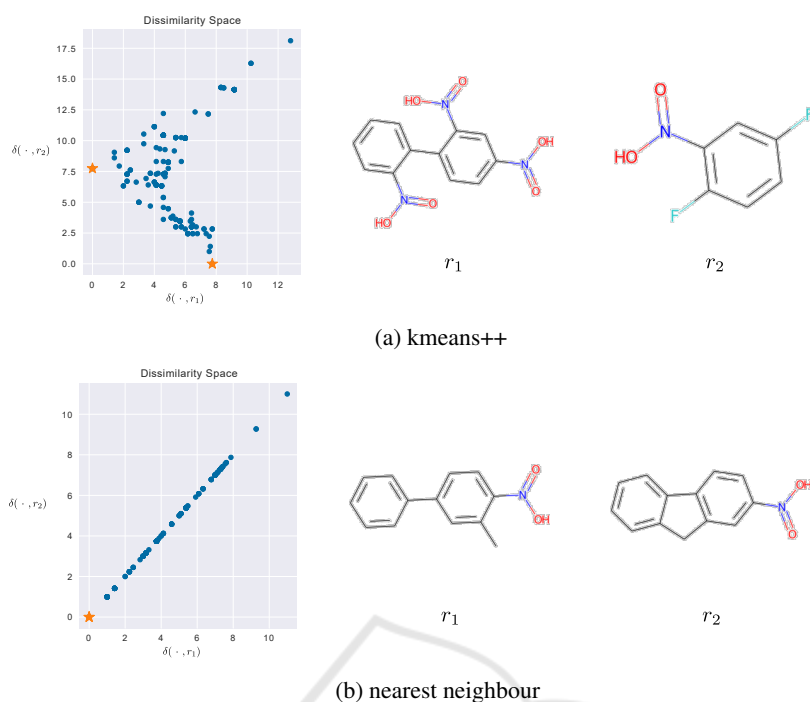 Dissimilarity Space
17.5
15.0
12.5
10.0
7.5
5.0
2.5
0.0
δ( · , r₂)
0 2 4 6 8 10 12
δ( · , r₁)
HO N O
OH
N
O
N O
HO
r₁
O
F
N
HO
F
r₂
(a) kmeans++
Dissimilarity Space
10
8
6
4
2
0
δ( · , r₂)
0 2 4 6 8 10
δ( · , r₁)
O
N
OH
r₁
OH
N
O
r₂
(b) nearest neighbour